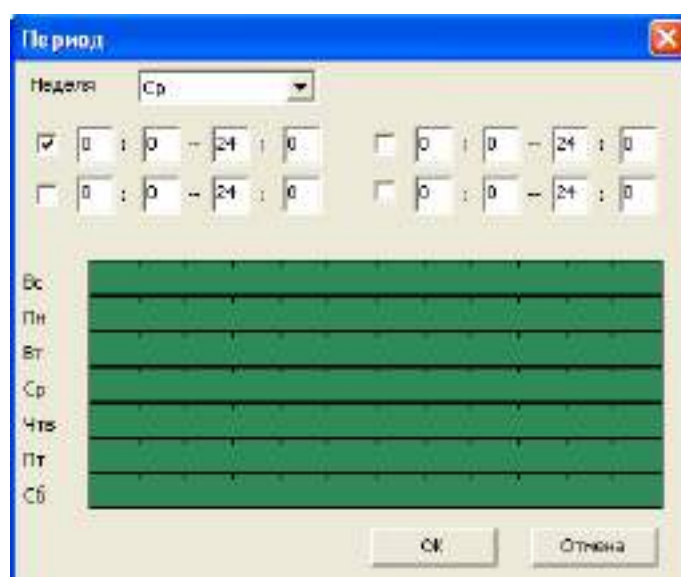 Период
Неделя Ср
0 : 0 -- 24 : 0 0 : 0 -- 24 : 0
0 : 0 -- 24 : 0 0 : 0 -- 24 : 0
Вс
Пн
Вт
Ср
Чтв
Пт
Сб
OK Отмена